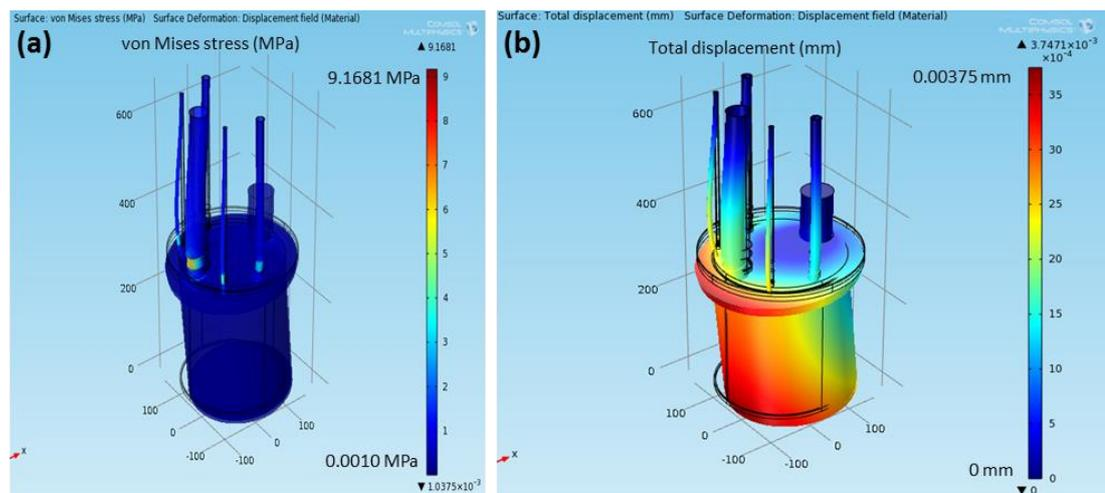 Surface: von Mises stress (MPa) Surface Deformation: Displacement field (Material)
(a)
von Mises stress (MPa)
COMSOL
MULTIPHYSICS
▲ 9.1681
9.1681 MPa
9
8
7
6
5
4
3
2
1
600
400
200
0
100
0
-100
-100
0
100
x
0.0010 MPa
▼ 1.0375×10⁻³
Surface: Total displacement (mm) Surface Deformation: Displacement field (Material)
(b)
Total displacement (mm)
COMSOL
MULTIPHYSICS
▲ 3.7471×10⁻³
×10⁻⁴
0.00375 mm
35
30
25
20
15
10
5
0
600
400
200
0
100
0
-100
-100
0
100
x
0 mm
▼ 0